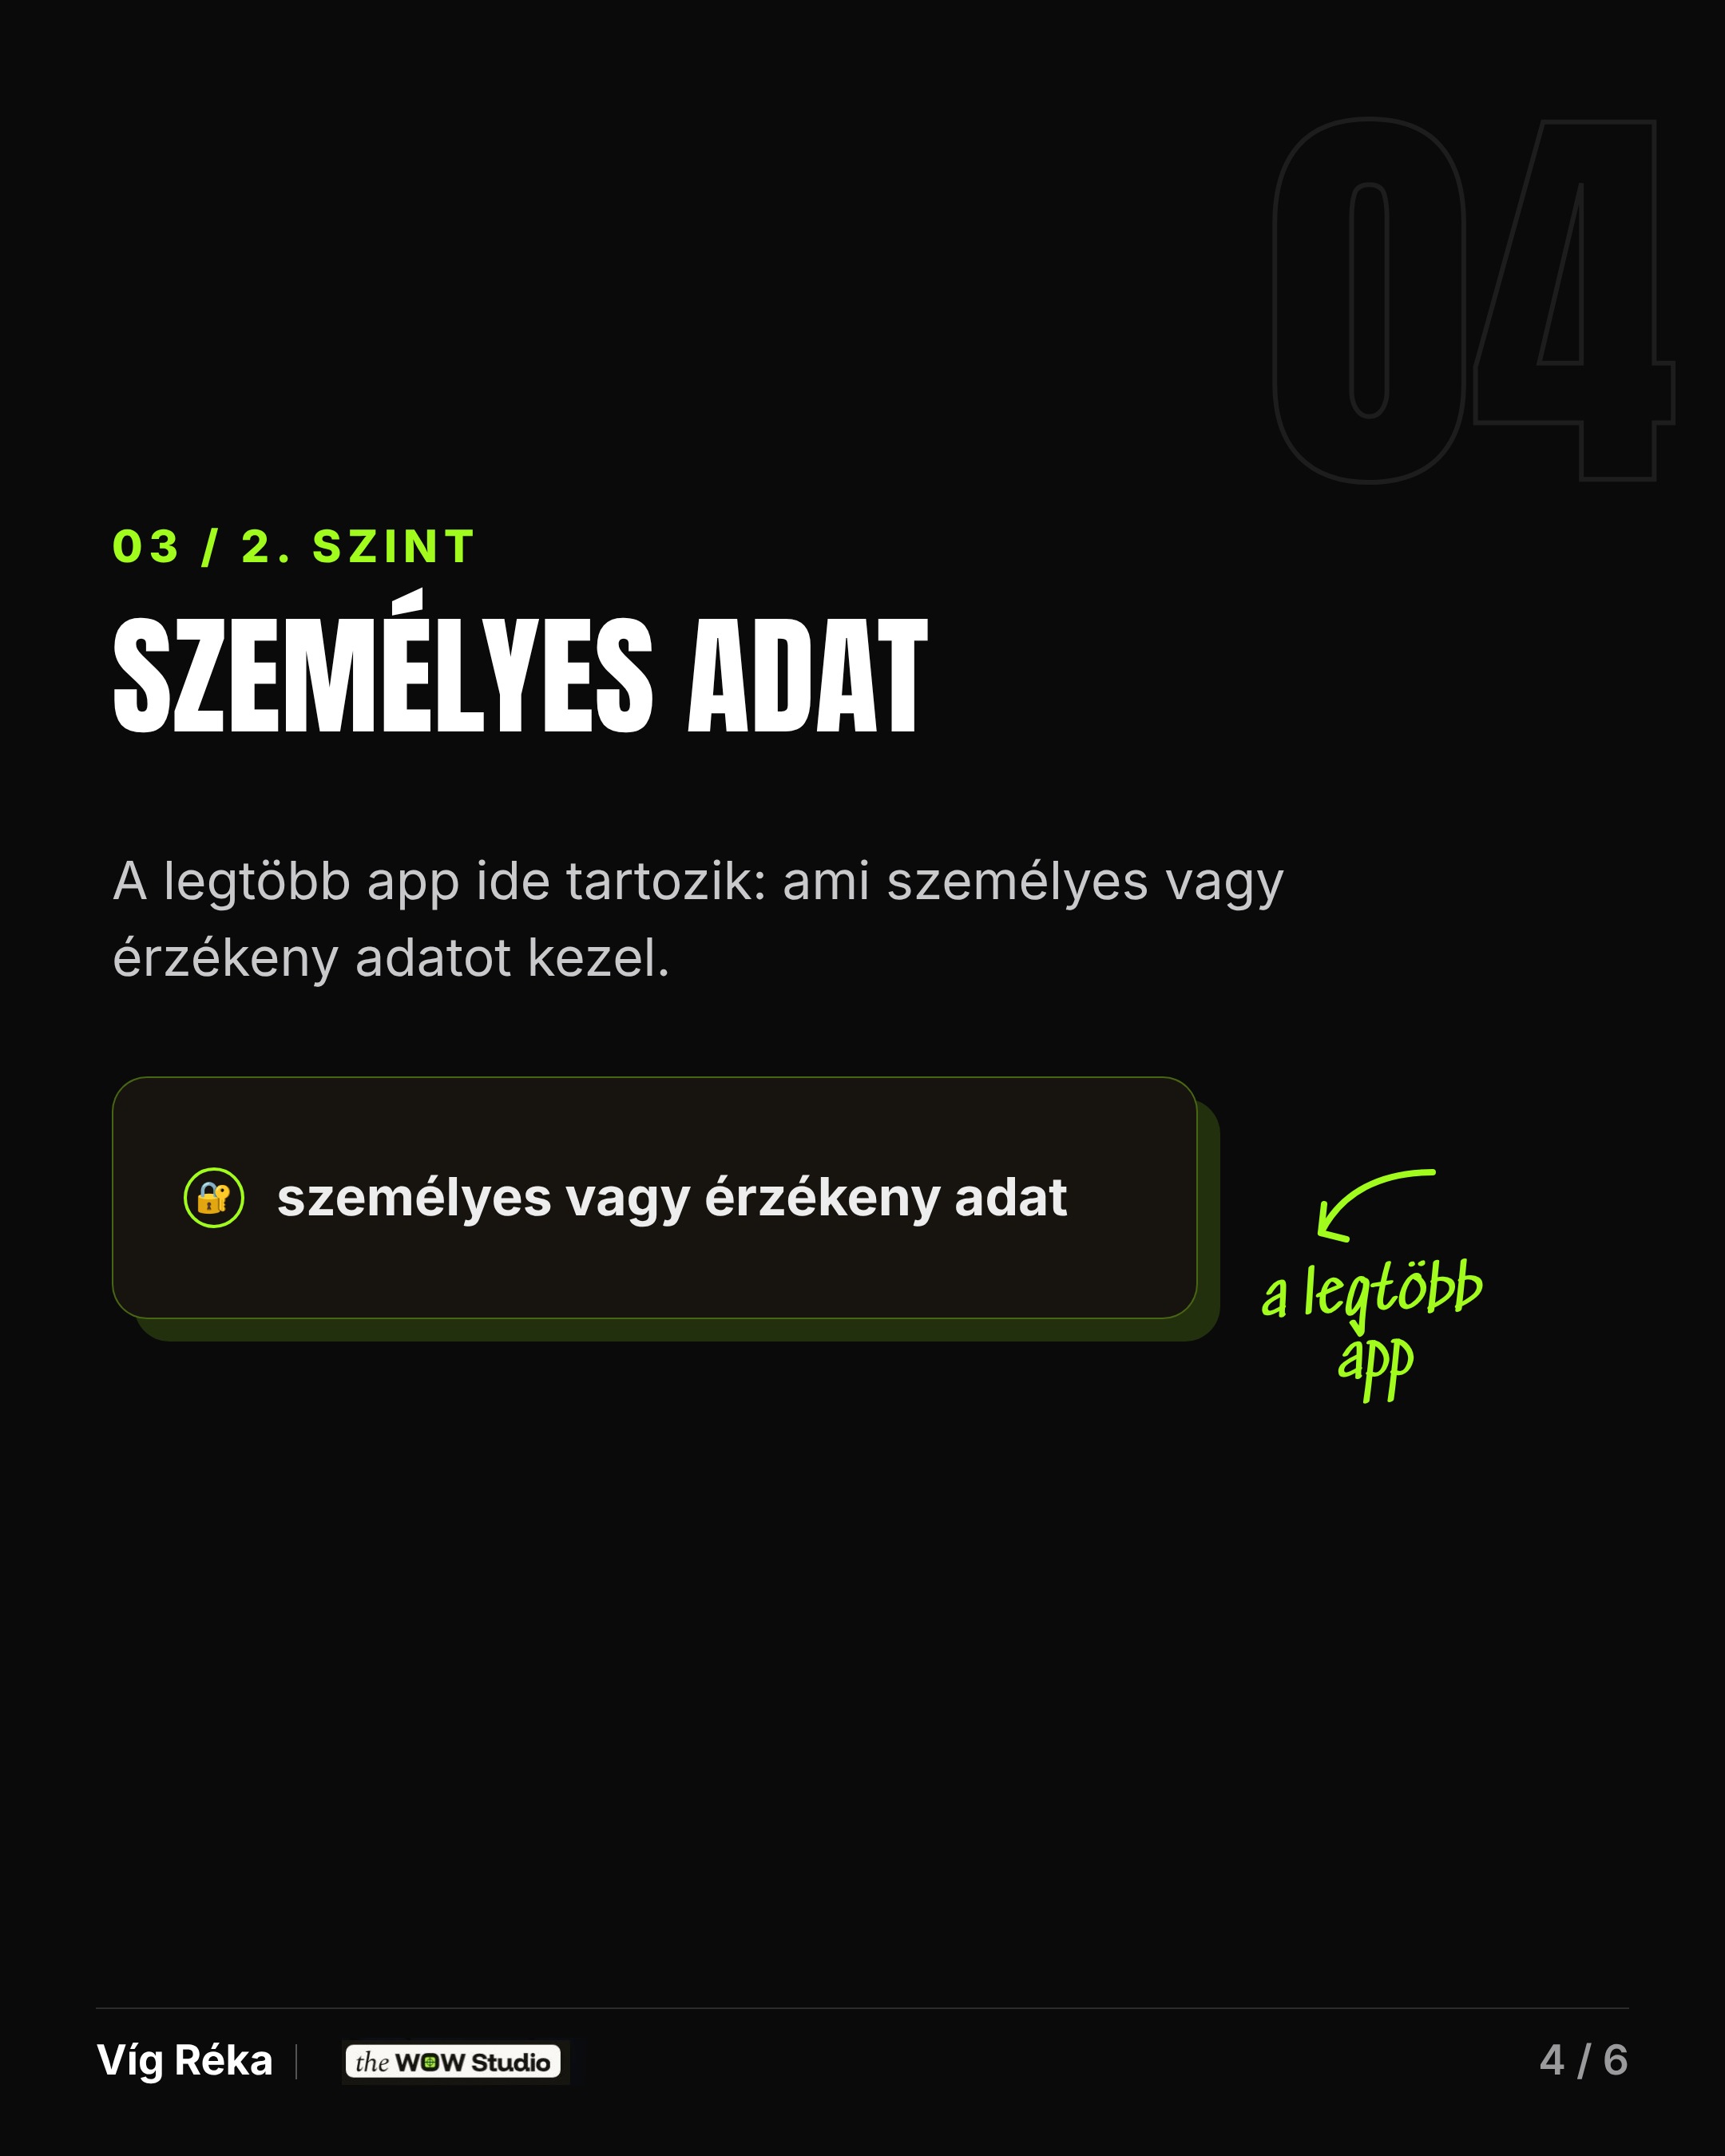 04
03 / 2. SZINT
SZEMÉLYES ADAT
A legtöbb app ide tartozik: ami személyes vagy
érzékeny adatot kezel.
személyes vagy érzékeny adat
a legtöbb
app
Víg Réka
the WOW Studio
4 / 6